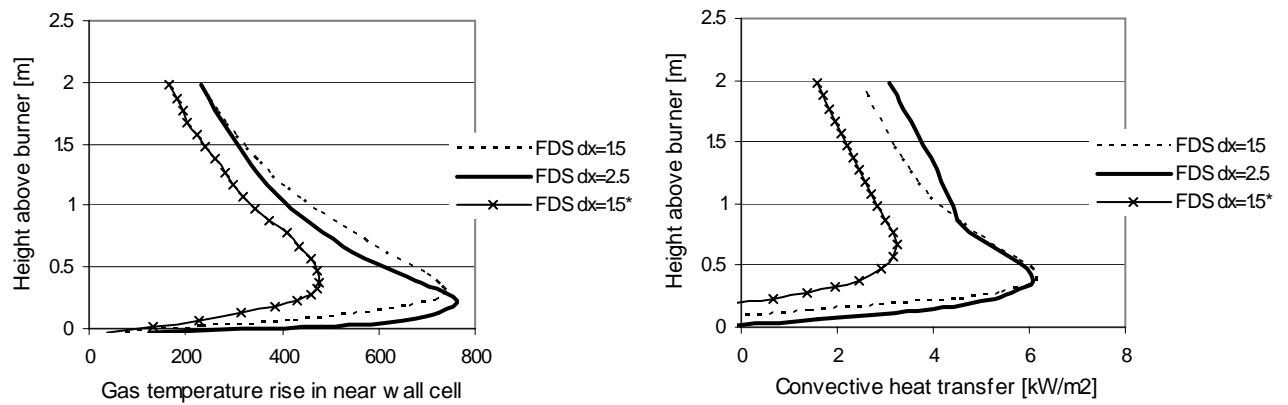 2.5
2
1.5
1
0.5
0
Height above burner [m]
0 200 400 600 800
Gas temperature rise in near wall cell
FDS dx=1.5
FDS dx=2.5
FDS dx=1.5*
2.5
2
1.5
1
0.5
0
Height above burner [m]
0 2 4 6 8
Convective heat transfer [kW/m2]
FDS dx=1.5
FDS dx=2.5
FDS dx=1.5*